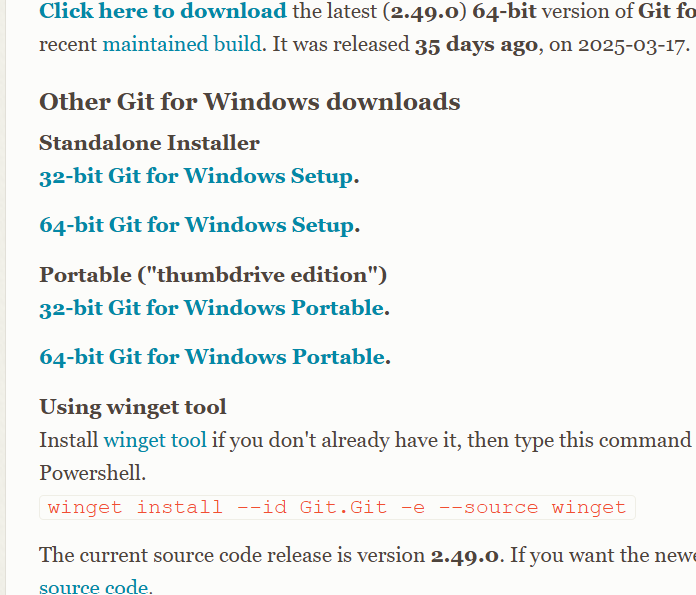 Click here to download the latest (2.49.0) 64-bit version of Git fo
recent maintained build. It was released 35 days ago, on 2025-03-17.
Other Git for Windows downloads
Standalone Installer
32-bit Git for Windows Setup.
64-bit Git for Windows Setup.
Portable ("thumbdrive edition")
32-bit Git for Windows Portable.
64-bit Git for Windows Portable.
Using winget tool
Install winget tool if you don't already have it, then type this command
Powershell.
winget install --id Git.Git -e --source winget
The current source code release is version 2.49.0. If you want the newe
source code.